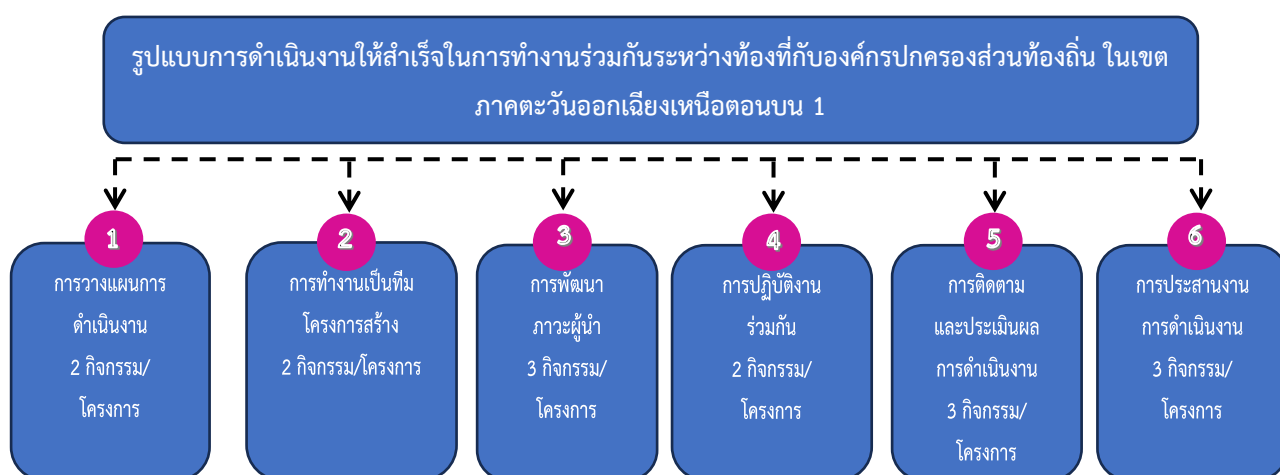 รูปแบบการดำเนินงานให้สำเร็จในการทำงานร่วมกันระหว่างท้องที่กับองค์กรปกครองส่วนท้องถิ่น ในเขต
ภาคตะวันออกเฉียงเหนือตอนบน 1
1
การวางแผนการ
ดำเนินงาน
2 กิจกรรม/
โครงการ
2
การทำงานเป็นทีม
โครงการสร้าง
2 กิจกรรม/โครงการ
3
การพัฒนา
ภาวะผู้นำ
3 กิจกรรม/
โครงการ
4
การปฏิบัติงาน
ร่วมกัน
2 กิจกรรม/
โครงการ
5
การติดตาม
และประเมินผล
การดำเนินงาน
3 กิจกรรม/
โครงการ
6
การประสานงาน
การดำเนินงาน
3 กิจกรรม/
โครงการ